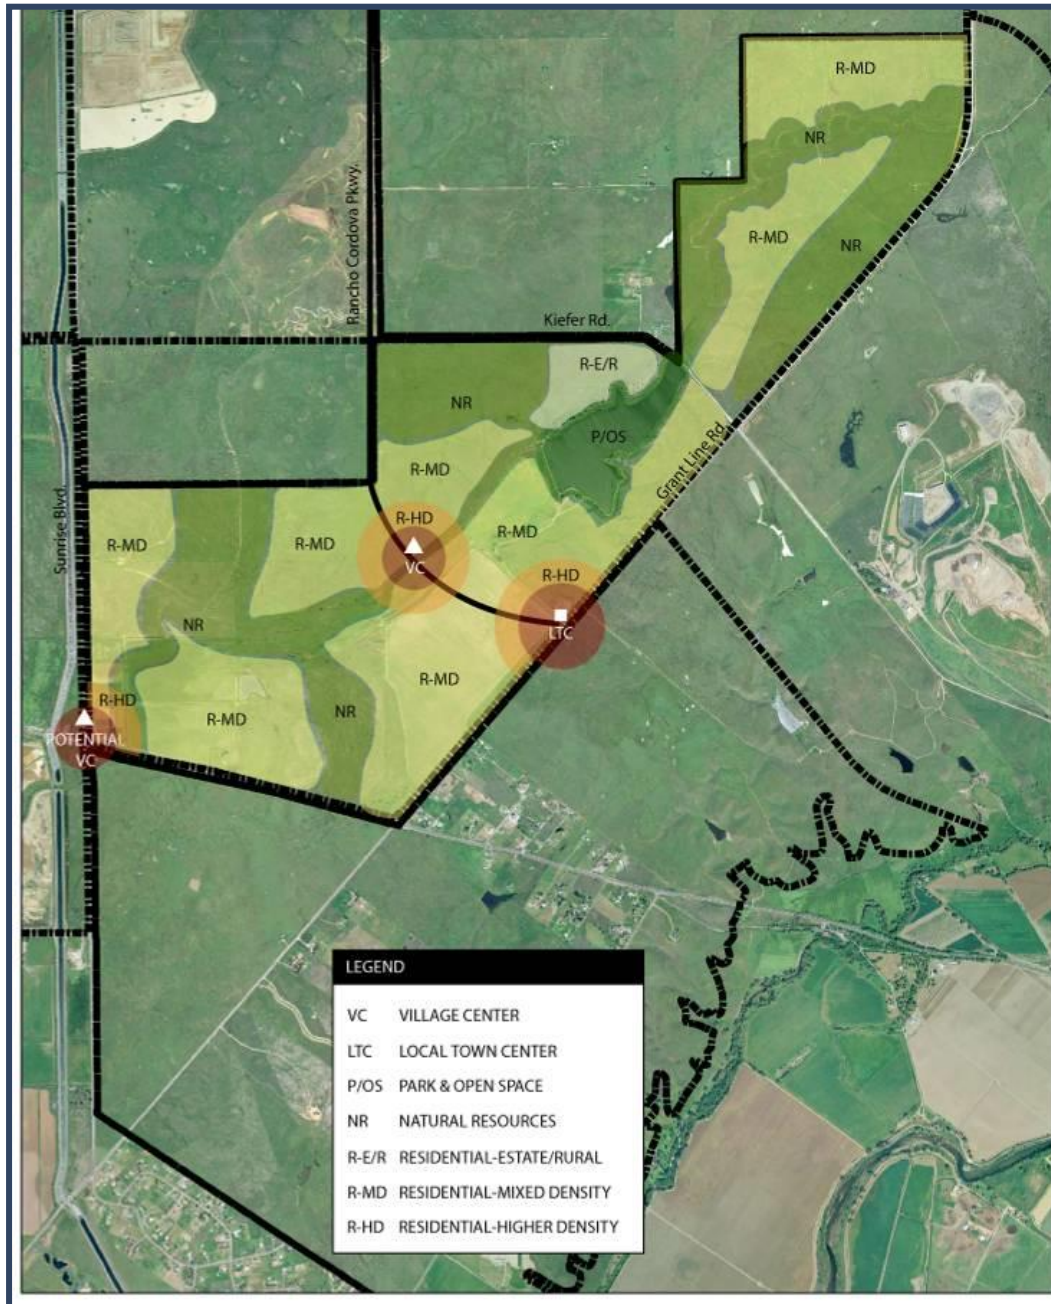 R-MD
NR
Rancho Cordova Pkwy.
R-MD
NR
Kiefer Rd.
R-E/R
NR
P/OS
R-MD
Grant Line Rd.
Sunrise Blvd.
R-HD
R-MD
R-MD
R-MD
VC
R-HD
NR
LTC
R-MD
R-HD
R-MD
NR
POTENTIAL
VC
LEGEND
VC VILLAGE CENTER
LTC LOCAL TOWN CENTER
P/OS PARK & OPEN SPACE
NR NATURAL RESOURCES
R-E/R RESIDENTIAL-ESTATE/RURAL
R-MD RESIDENTIAL-MIXED DENSITY
R-HD RESIDENTIAL-HIGHER DENSITY